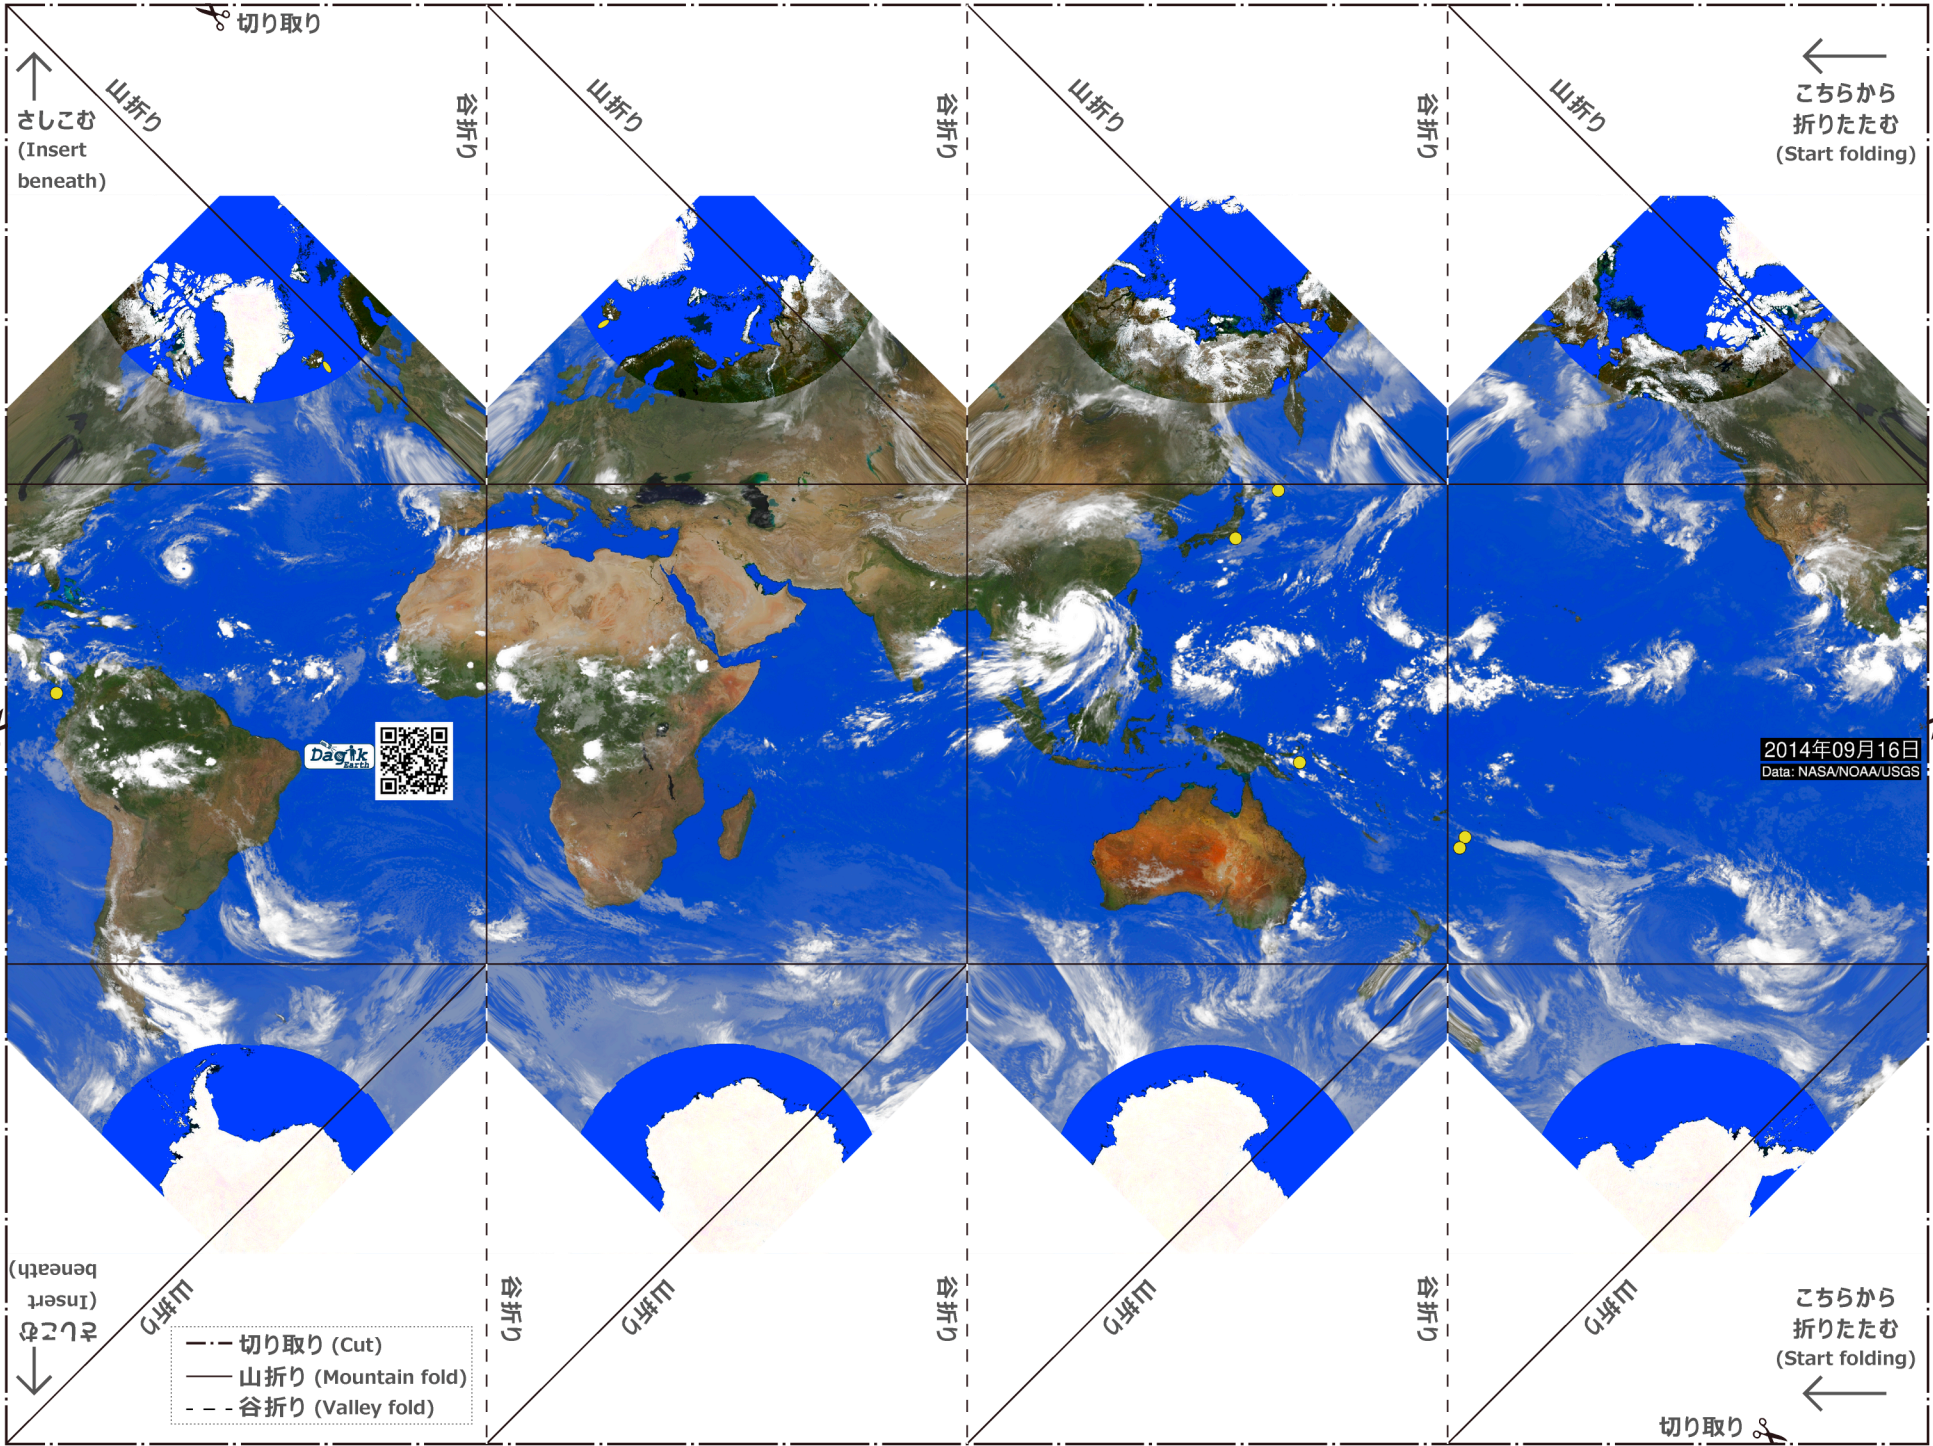 切り取り
さしこむ
(Insert
beneath)
山折り
谷折り
山折り
谷折り
山折り
谷折り
山折り
こちらから
折りたたむ
(Start folding)
Dagik
Earth
2014年09月16日
Data: NASA/NOAA/USGS
さしこむ
(Insert
beneath)
山折り
谷折り
山折り
谷折り
山折り
谷折り
山折り
こちらから
折りたたむ
(Start folding)
切り取り (Cut)
山折り (Mountain fold)
谷折り (Valley fold)
切り取り